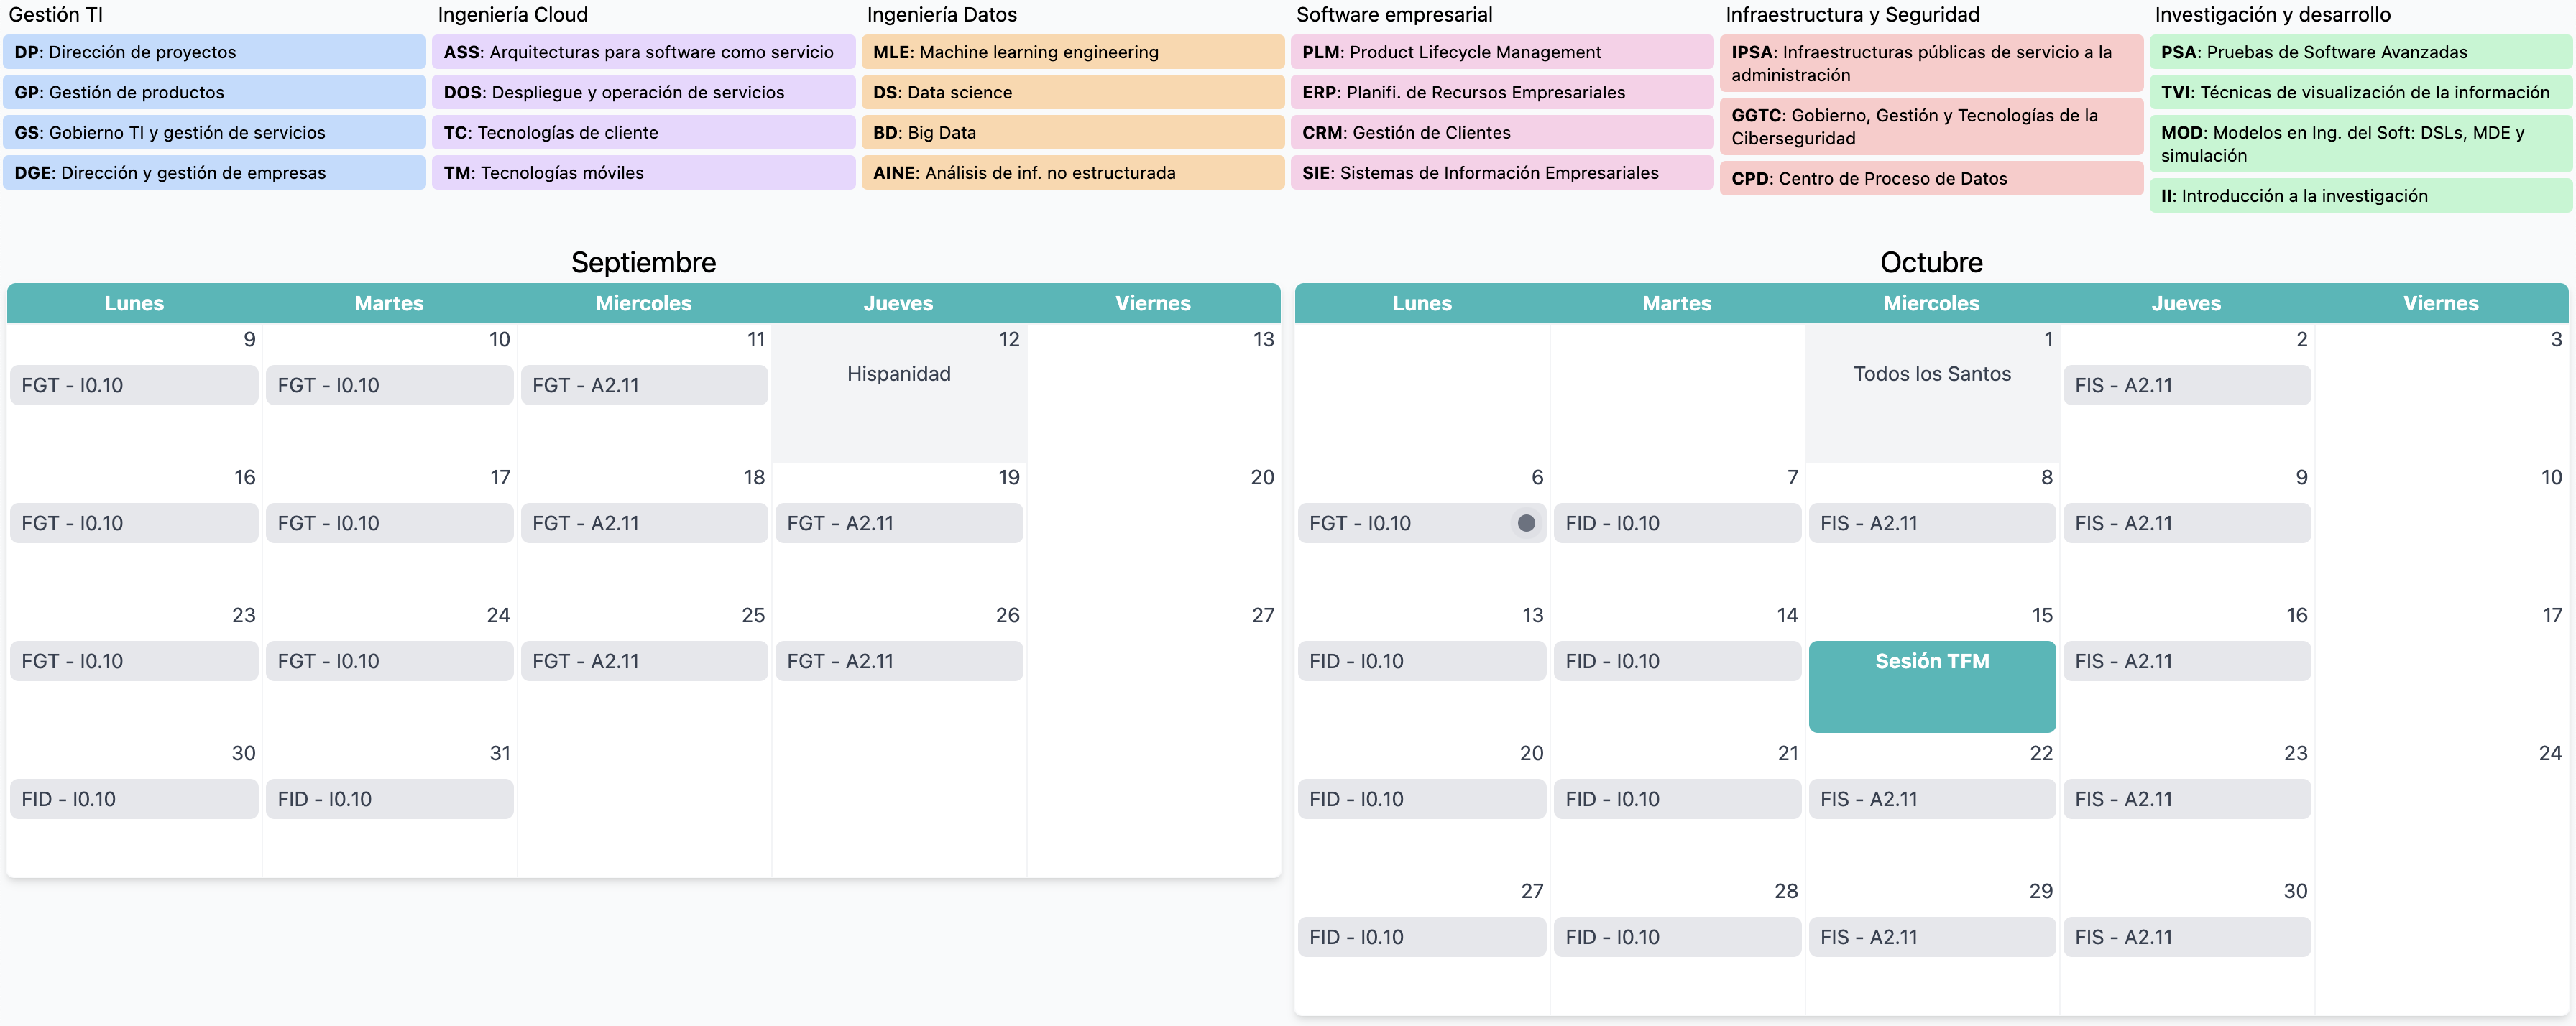 Gestión TI
DP: Dirección de proyectos
GP: Gestión de productos
GS: Gobierno TI y gestión de servicios
DGE: Dirección y gestión de empresas
Ingeniería Cloud
ASS: Arquitecturas para software como servicio
DOS: Despliegue y operación de servicios
TC: Tecnologías de cliente
TM: Tecnologías móviles
Ingeniería Datos
MLE: Machine learning engineering
DS: Data science
BD: Big Data
AINE: Análisis de inf. no estructurada
Software empresarial
PLM: Product Lifecycle Management
ERP: Planifi. de Recursos Empresariales
CRM: Gestión de Clientes
SIE: Sistemas de Información Empresariales
Infraestructura y Seguridad
IPSA: Infraestructuras públicas de servicio a la
administración
GGTC: Gobierno, Gestión y Tecnologías de la
Ciberseguridad
CPD: Centro de Proceso de Datos
Investigación y desarrollo
PSA: Pruebas de Software Avanzadas
TVI: Técnicas de visualización de la información
MOD: Modelos en Ing. del Soft: DSLs, MDE y
simulación
II: Introducción a la investigación
Septiembre
Lunes Martes Miercoles Jueves Viernes
9 10 11 12 13
FGT - I0.10 FGT - I0.10 FGT - A2.11 Hispanidad
16 17 18 19 20
FGT - I0.10 FGT - I0.10 FGT - A2.11 FGT - A2.11
23 24 25 26 27
FGT - I0.10 FGT - I0.10 FGT - A2.11 FGT - A2.11
30 31
FID - I0.10 FID - I0.10
Octubre
Lunes Martes Miercoles Jueves Viernes
1 2 3
Todos los Santos FIS - A2.11
6 7 8 9 10
FGT - I0.10 FID - I0.10 FIS - A2.11 FIS - A2.11
13 14 15 16 17
FID - I0.10 FID - I0.10 Sesión TFM FIS - A2.11
20 21 22 23 24
FID - I0.10 FID - I0.10 FIS - A2.11 FIS - A2.11
27 28 29 30
FID - I0.10 FID - I0.10 FIS - A2.11 FIS - A2.11